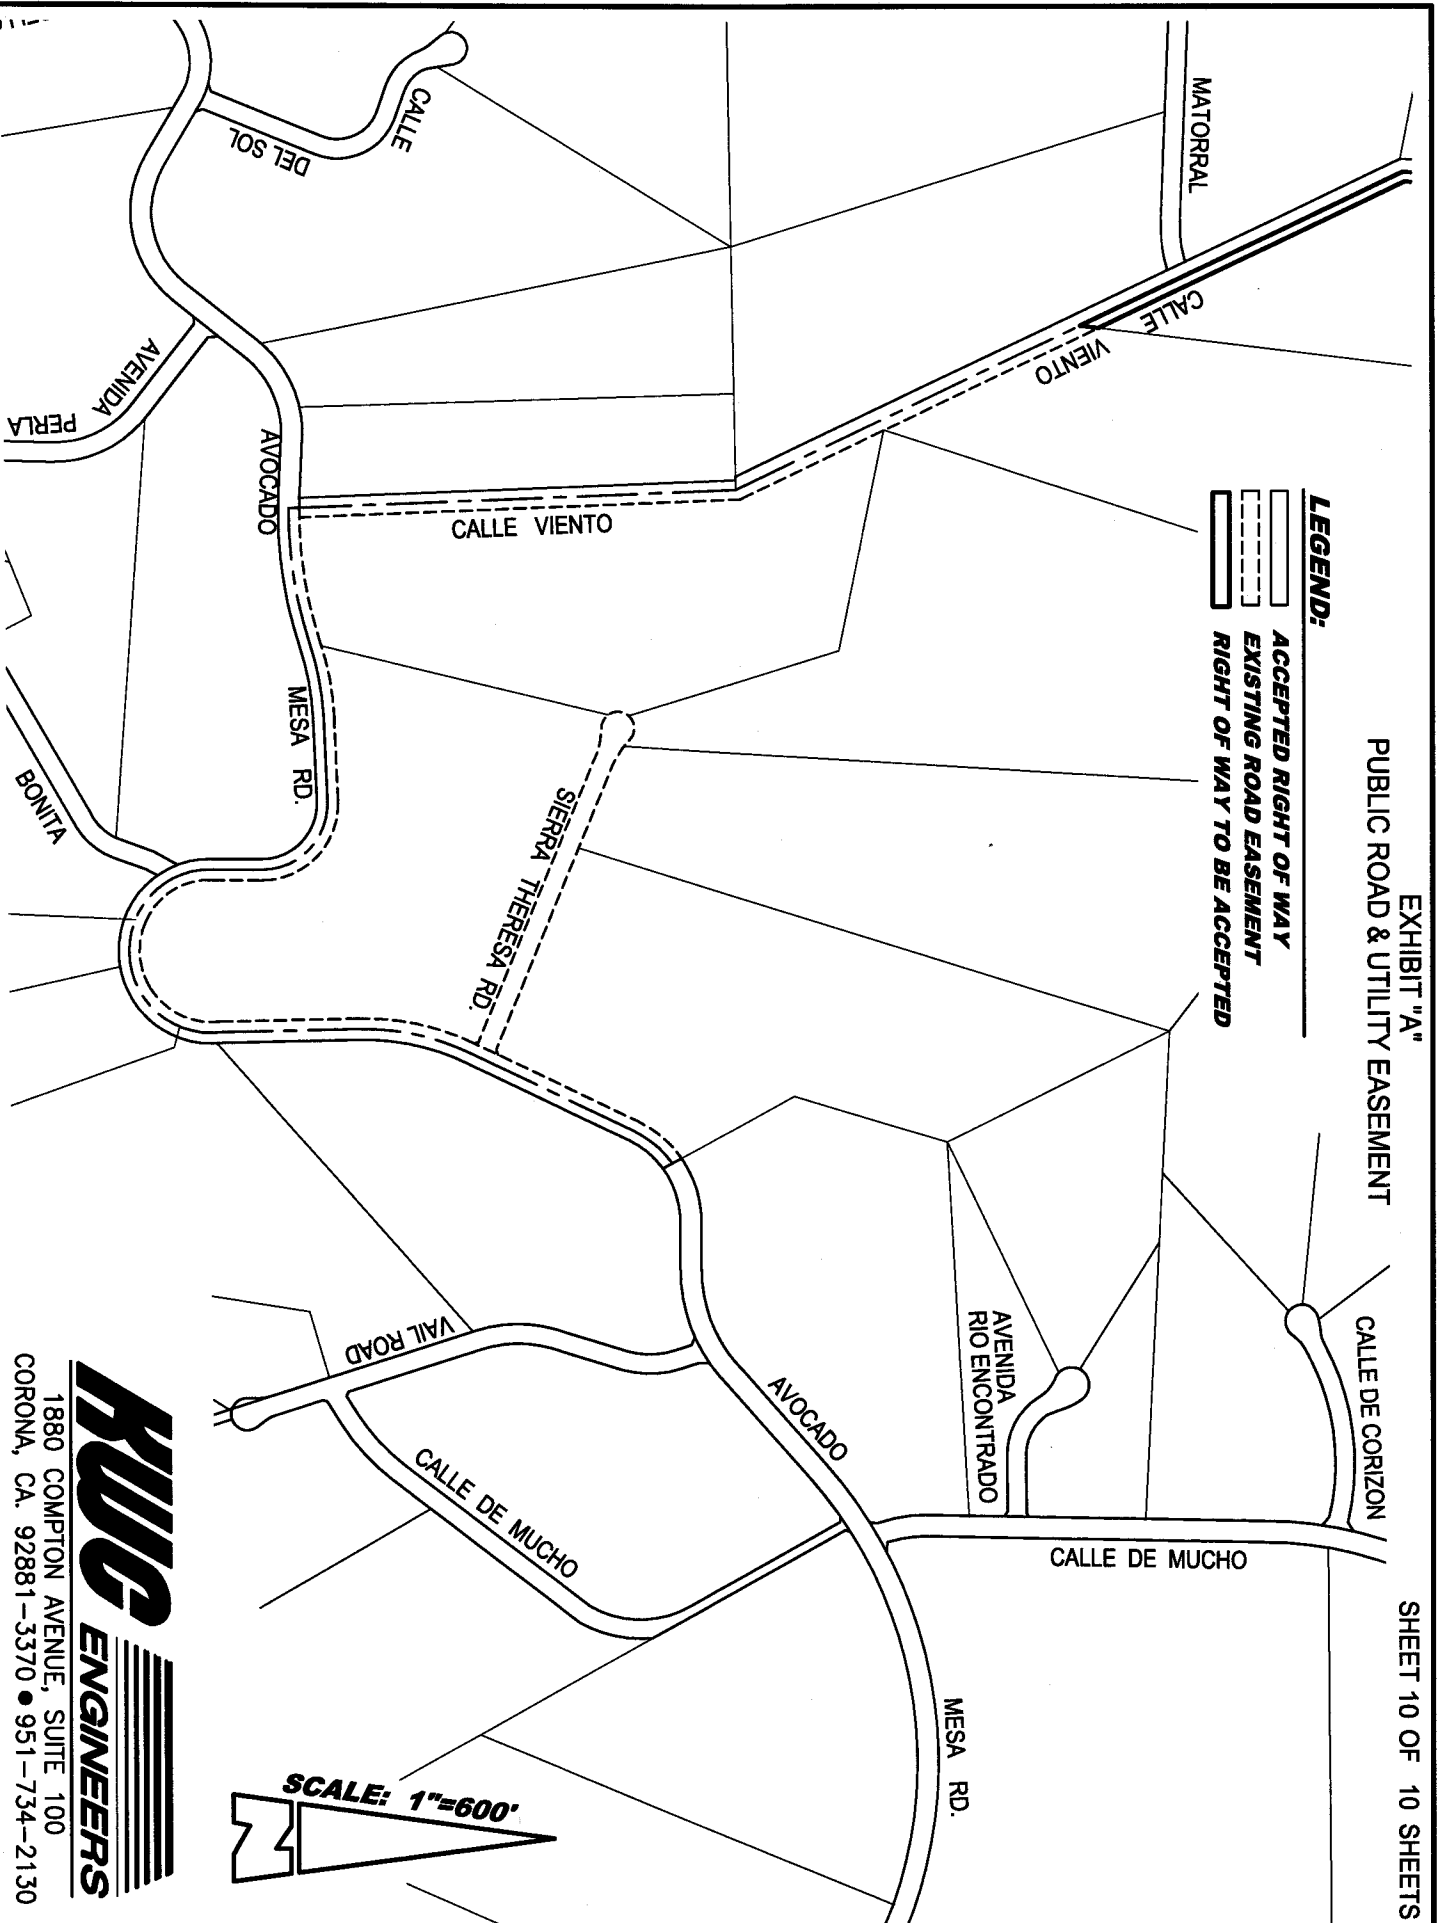 EXHIBIT "A"
PUBLIC ROAD & UTILITY EASEMENT
SHEET 10 OF 10 SHEETS
LEGEND:
ACCEPTED RIGHT OF WAY
EXISTING ROAD EASEMENT
RIGHT OF WAY TO BE ACCEPTED
MATORRAL
CALLE
VIENTO
CALLE VIENTO
CALLE
DEL SOL
AVENIDA
PERLA
AVOCADO
MESA RD.
BONITA
SIERRA THERESA RD.
CALLE DE CORIZON
AVENIDA
RIO ENCONTRADO
CALLE DE MUCHO
AVOCADO
MESA RD.
VAIL ROAD
CALLE DE MUCHO
SCALE: 1"=600'
N
KWC ENGINEERS
1880 COMPTON AVENUE, SUITE 100
CORONA, CA. 92881-3370 ● 951-734-2130